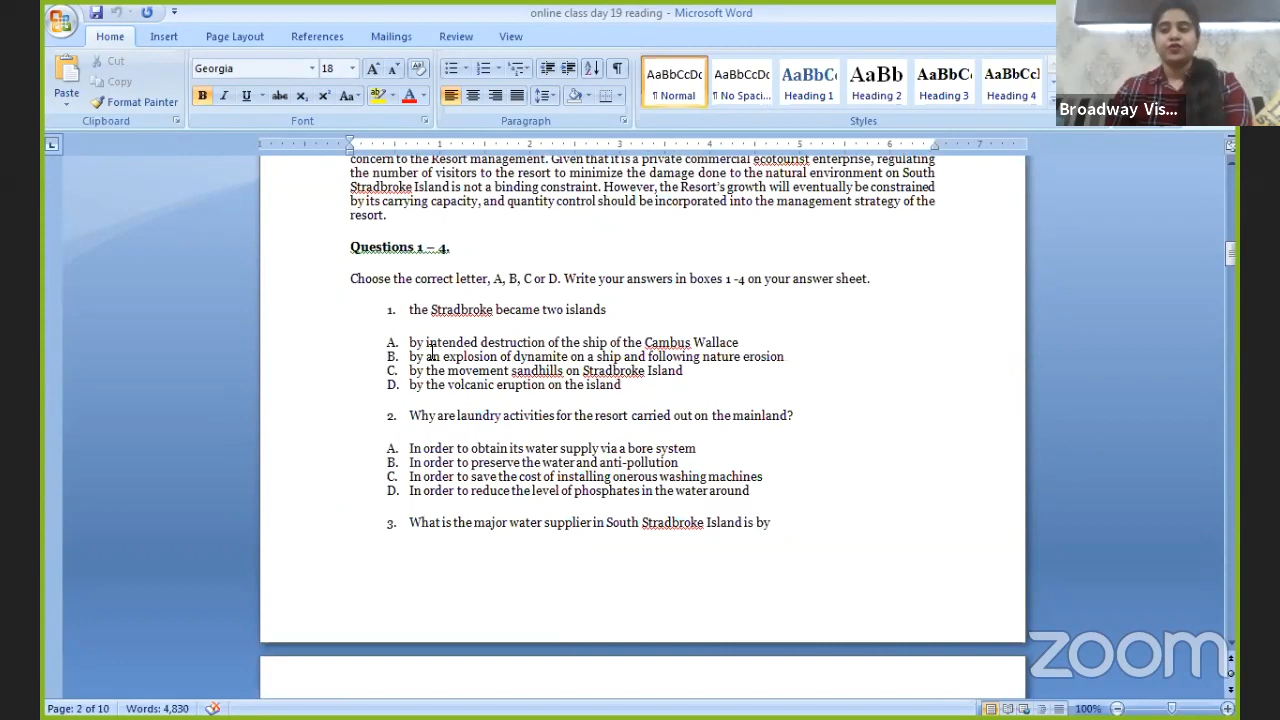 online class day 19 reading - Microsoft Word
Home Insert Page Layout References Mailings Review View
Paste
Cut
Copy
Format Painter
Clipboard
Georgia 18
Font
Paragraph
AaBbCcDc AaBbCcDc AaBbC AaBb AaBbC AaBbCcI
¶ Normal ¶ No Spaci... Heading 1 Heading 2 Heading 3 Heading 4
Styles
Broadway Vis...
1 1 2 3 4 5 6 7
concern to the Resort management. Given that it is a private commercial ecotourist enterprise, regulating
the number of visitors to the resort to minimize the damage done to the natural environment on South
Stradbroke Island is not a binding constraint. However, the Resort's growth will eventually be constrained
by its carrying capacity, and quantity control should be incorporated into the management strategy of the
resort.
Questions 1 – 4.
Choose the correct letter, A, B, C or D. Write your answers in boxes 1 -4 on your answer sheet.
1. the Stradbroke became two islands
A. by intended destruction of the ship of the Cambus Wallace
B. by an explosion of dynamite on a ship and following nature erosion
C. by the movement sandhills on Stradbroke Island
D. by the volcanic eruption on the island
2. Why are laundry activities for the resort carried out on the mainland?
A. In order to obtain its water supply via a bore system
B. In order to preserve the water and anti-pollution
C. In order to save the cost of installing onerous washing machines
D. In order to reduce the level of phosphates in the water around
3. What is the major water supplier in South Stradbroke Island is by
zoom
Page: 2 of 10 Words: 4,830 100%